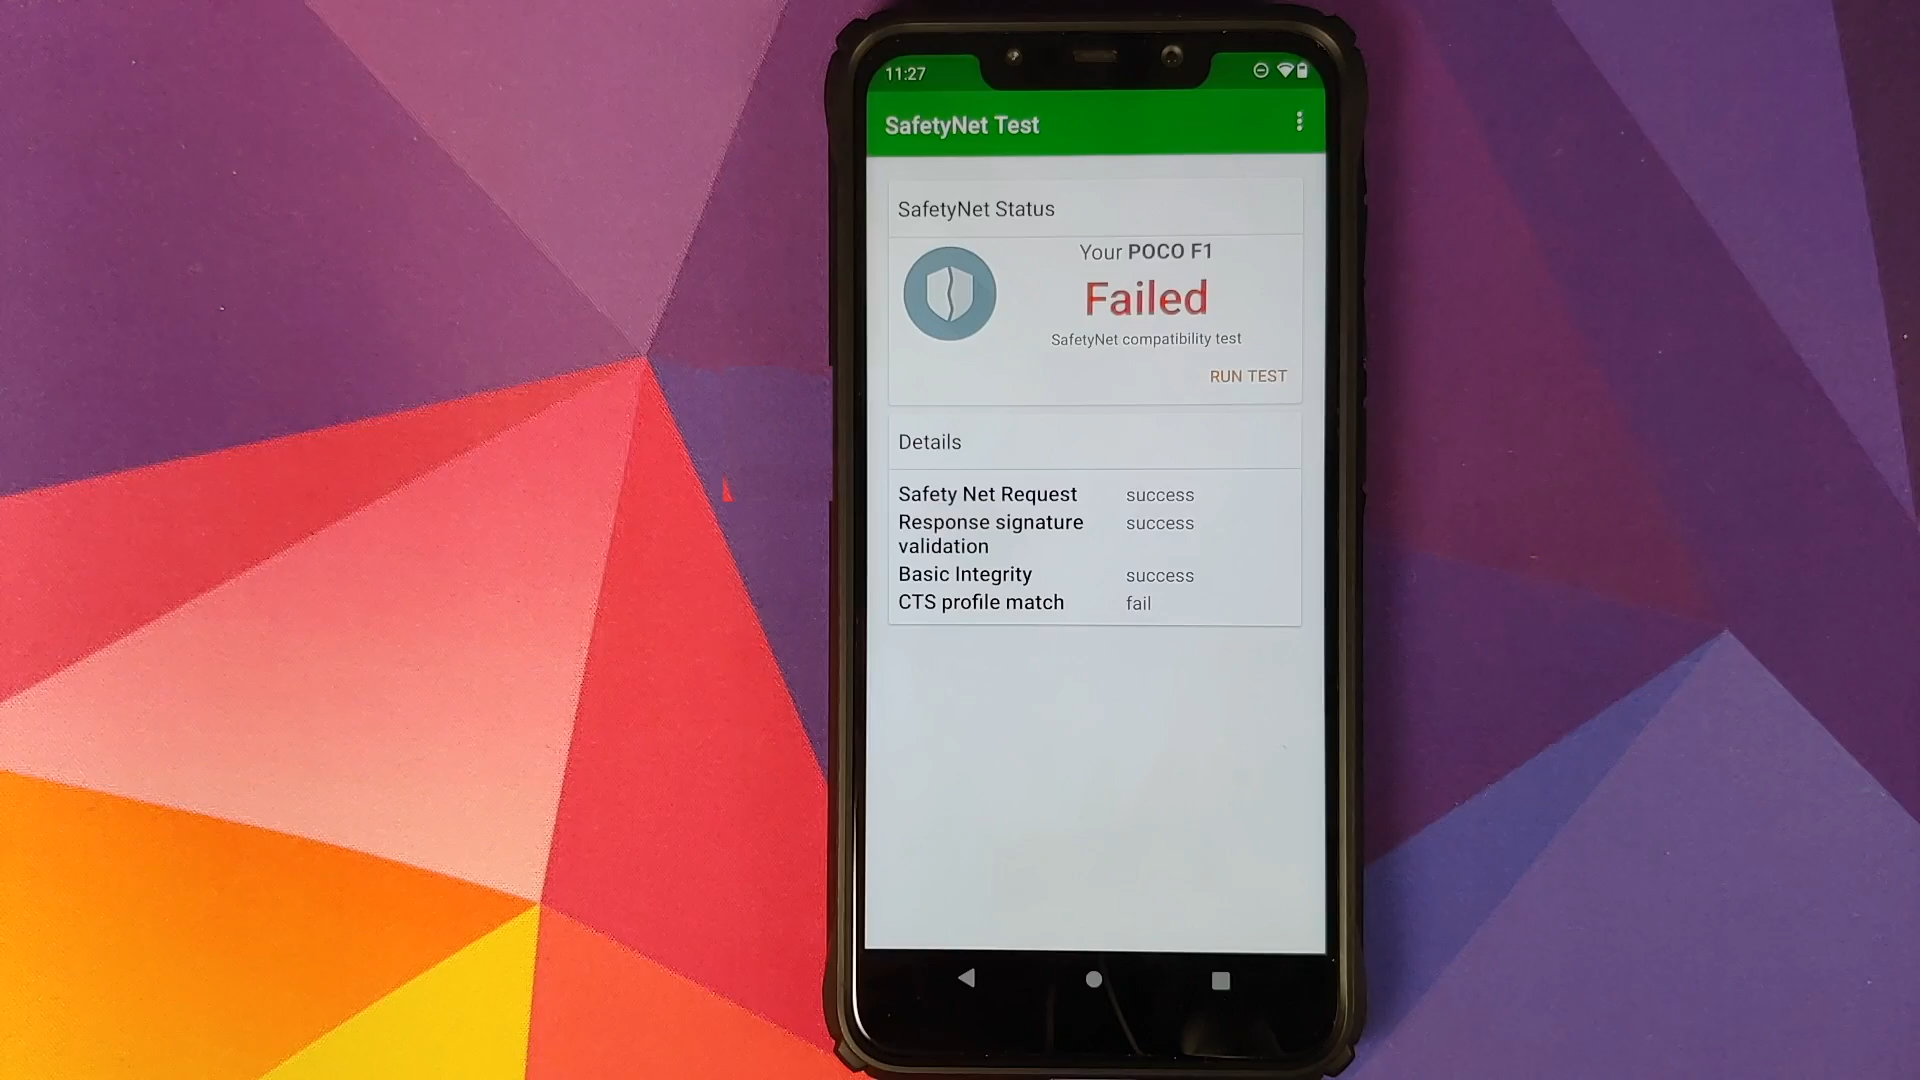 11:27
SafetyNet Test
SafetyNet Status
Your POCO F1
Failed
SafetyNet compatibility test
RUN TEST
Details
Safety Net Request success
Response signature success
validation
Basic Integrity success
CTS profile match fail